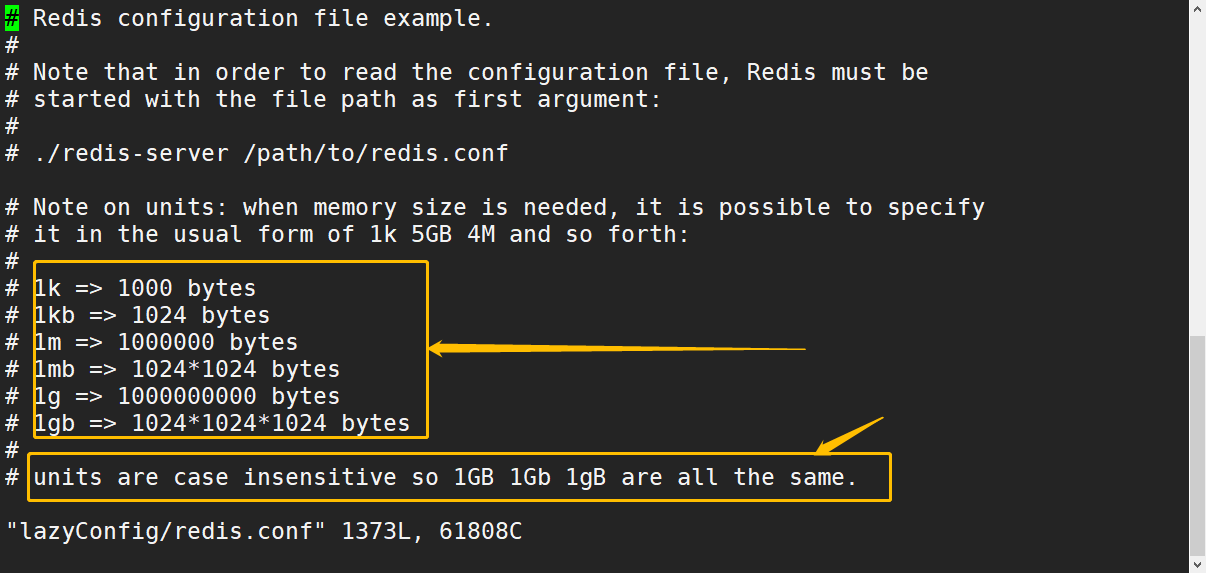 # Redis configuration file example.
#
# Note that in order to read the configuration file, Redis must be
# started with the file path as first argument:
#
# ./redis-server /path/to/redis.conf
# Note on units: when memory size is needed, it is possible to specify
# it in the usual form of 1k 5GB 4M and so forth:
#
# 1k => 1000 bytes
# 1kb => 1024 bytes
# 1m => 1000000 bytes
# 1mb => 1024*1024 bytes
# 1g => 1000000000 bytes
# 1gb => 1024*1024*1024 bytes
#
# units are case insensitive so 1GB 1Gb 1gB are all the same.
"lazyConfig/redis.conf" 1373L, 61808C